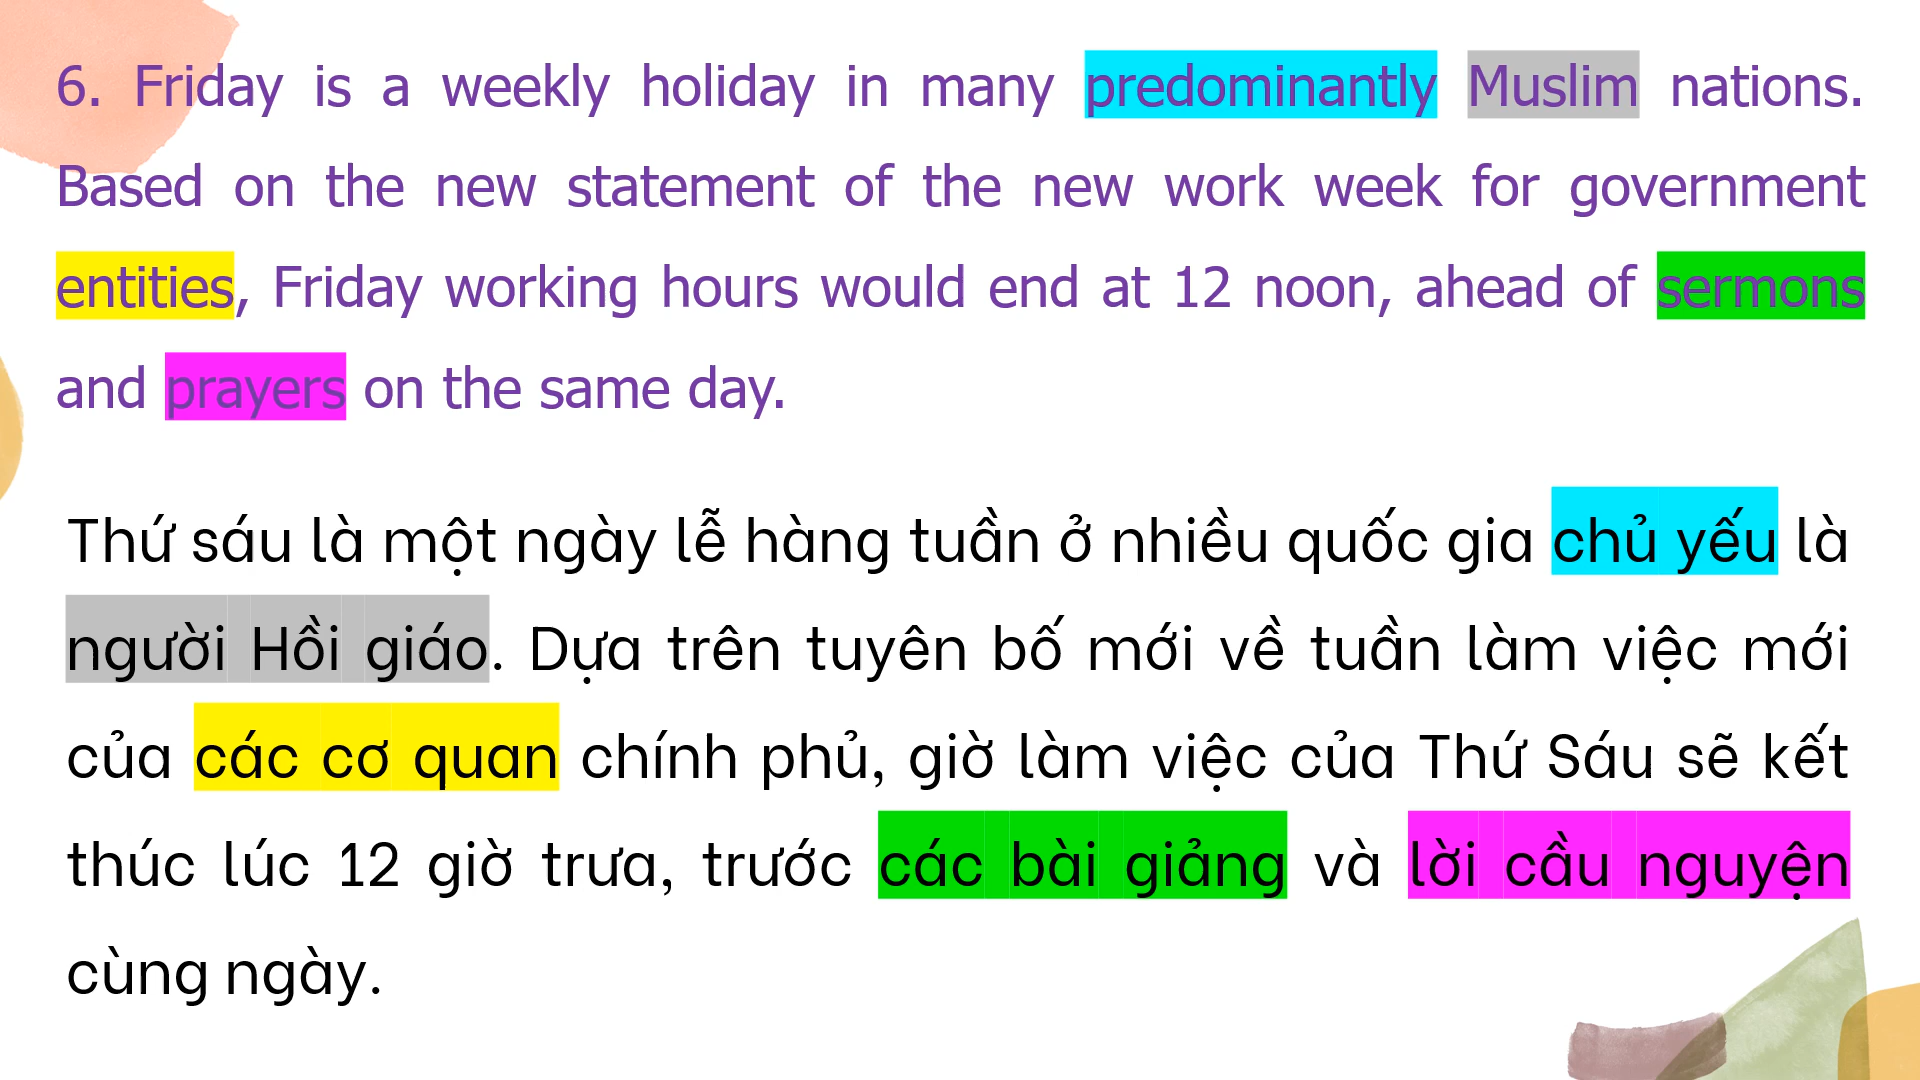 6. Friday is a weekly holiday in many predominantly Muslim nations.
Based on the new statement of the new work week for government
entities, Friday working hours would end at 12 noon, ahead of sermons
and prayers on the same day.
Thứ sáu là một ngày lễ hàng tuần ở nhiều quốc gia chủ yếu là
người Hồi giáo. Dựa trên tuyên bố mới về tuần làm việc mới
của các cơ quan chính phủ, giờ làm việc của Thứ Sáu sẽ kết
thúc lúc 12 giờ trưa, trước các bài giảng và lời cầu nguyện
cùng ngày.